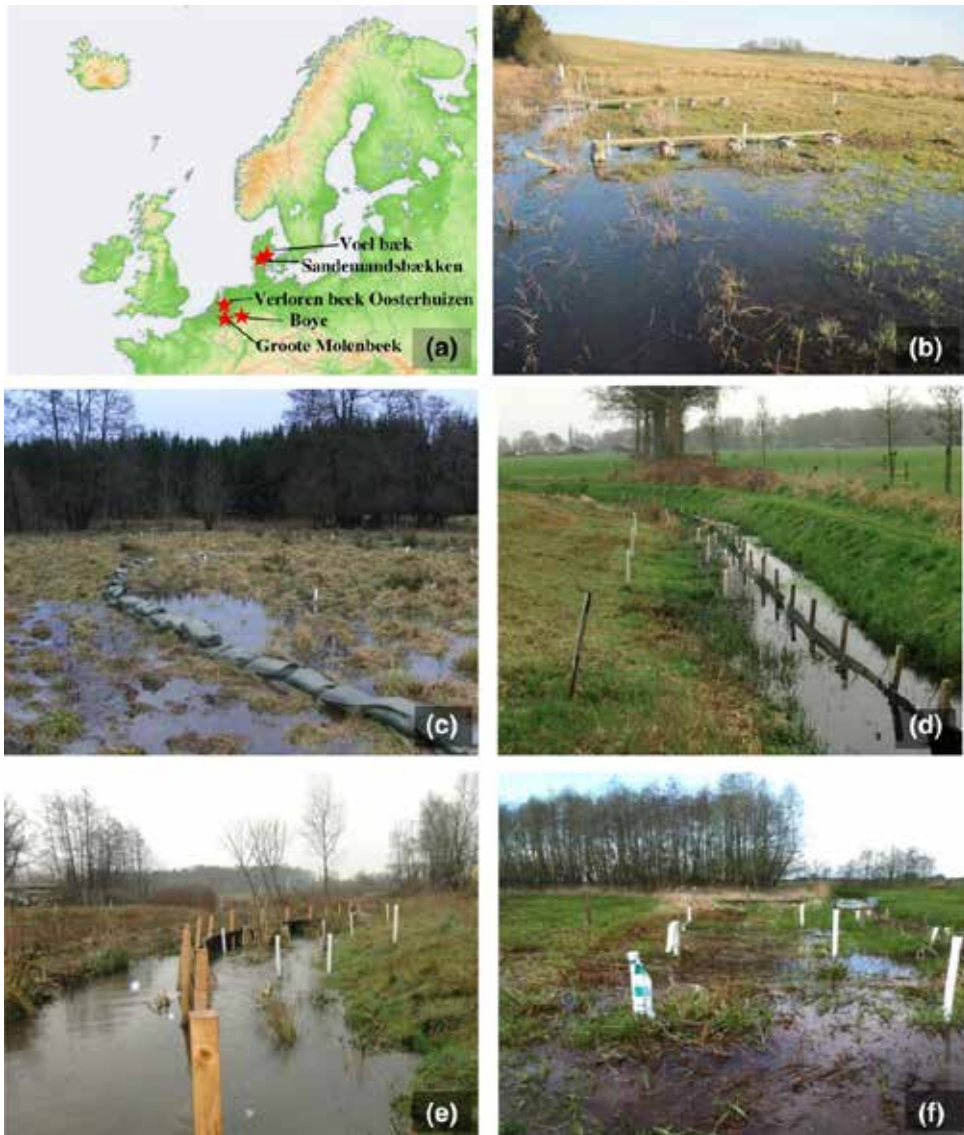 Voel bæk
Sandemandsbækken
Verloren beek Oosterhuizen
Boye
Groote Molenbeek
(a)
(b)
(c)
(d)
(e)
(f)